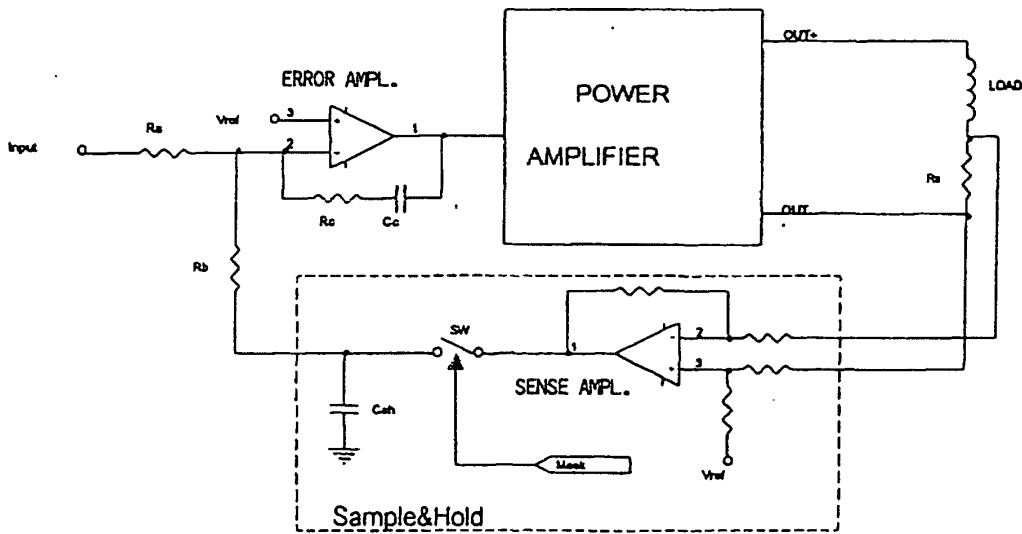 OUT+
ERROR AMPL.
POWER
AMPLIFIER
LOAD
Vref
3
+
1
Input
Ra
2
-
Rs
Rc
Cc
OUT
Rb
SW
1
2
-
3
+
SENSE AMPL.
Csh
Mask
Vref
Sample&Hold